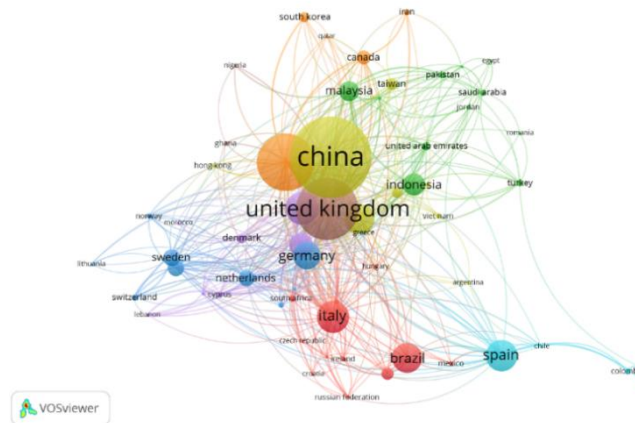 iran
south korea
qatar
canada
egypt
nigeria
taiwan
pakistan
malaysia
saudi-arabia
jordan
romania
ghana
united arab emirates
china
hong kong
indonesia
turkey
united kingdom
norway
morocco
vietnam
greece
denmark
sweden
germany
lithuania
hungary
netherlands
argentina
switzerland
cyprus
south africa
lebanon
italy
czech republic
chile
ireland
brazil
spain
mexico
croatia
russian federation
VOSviewer